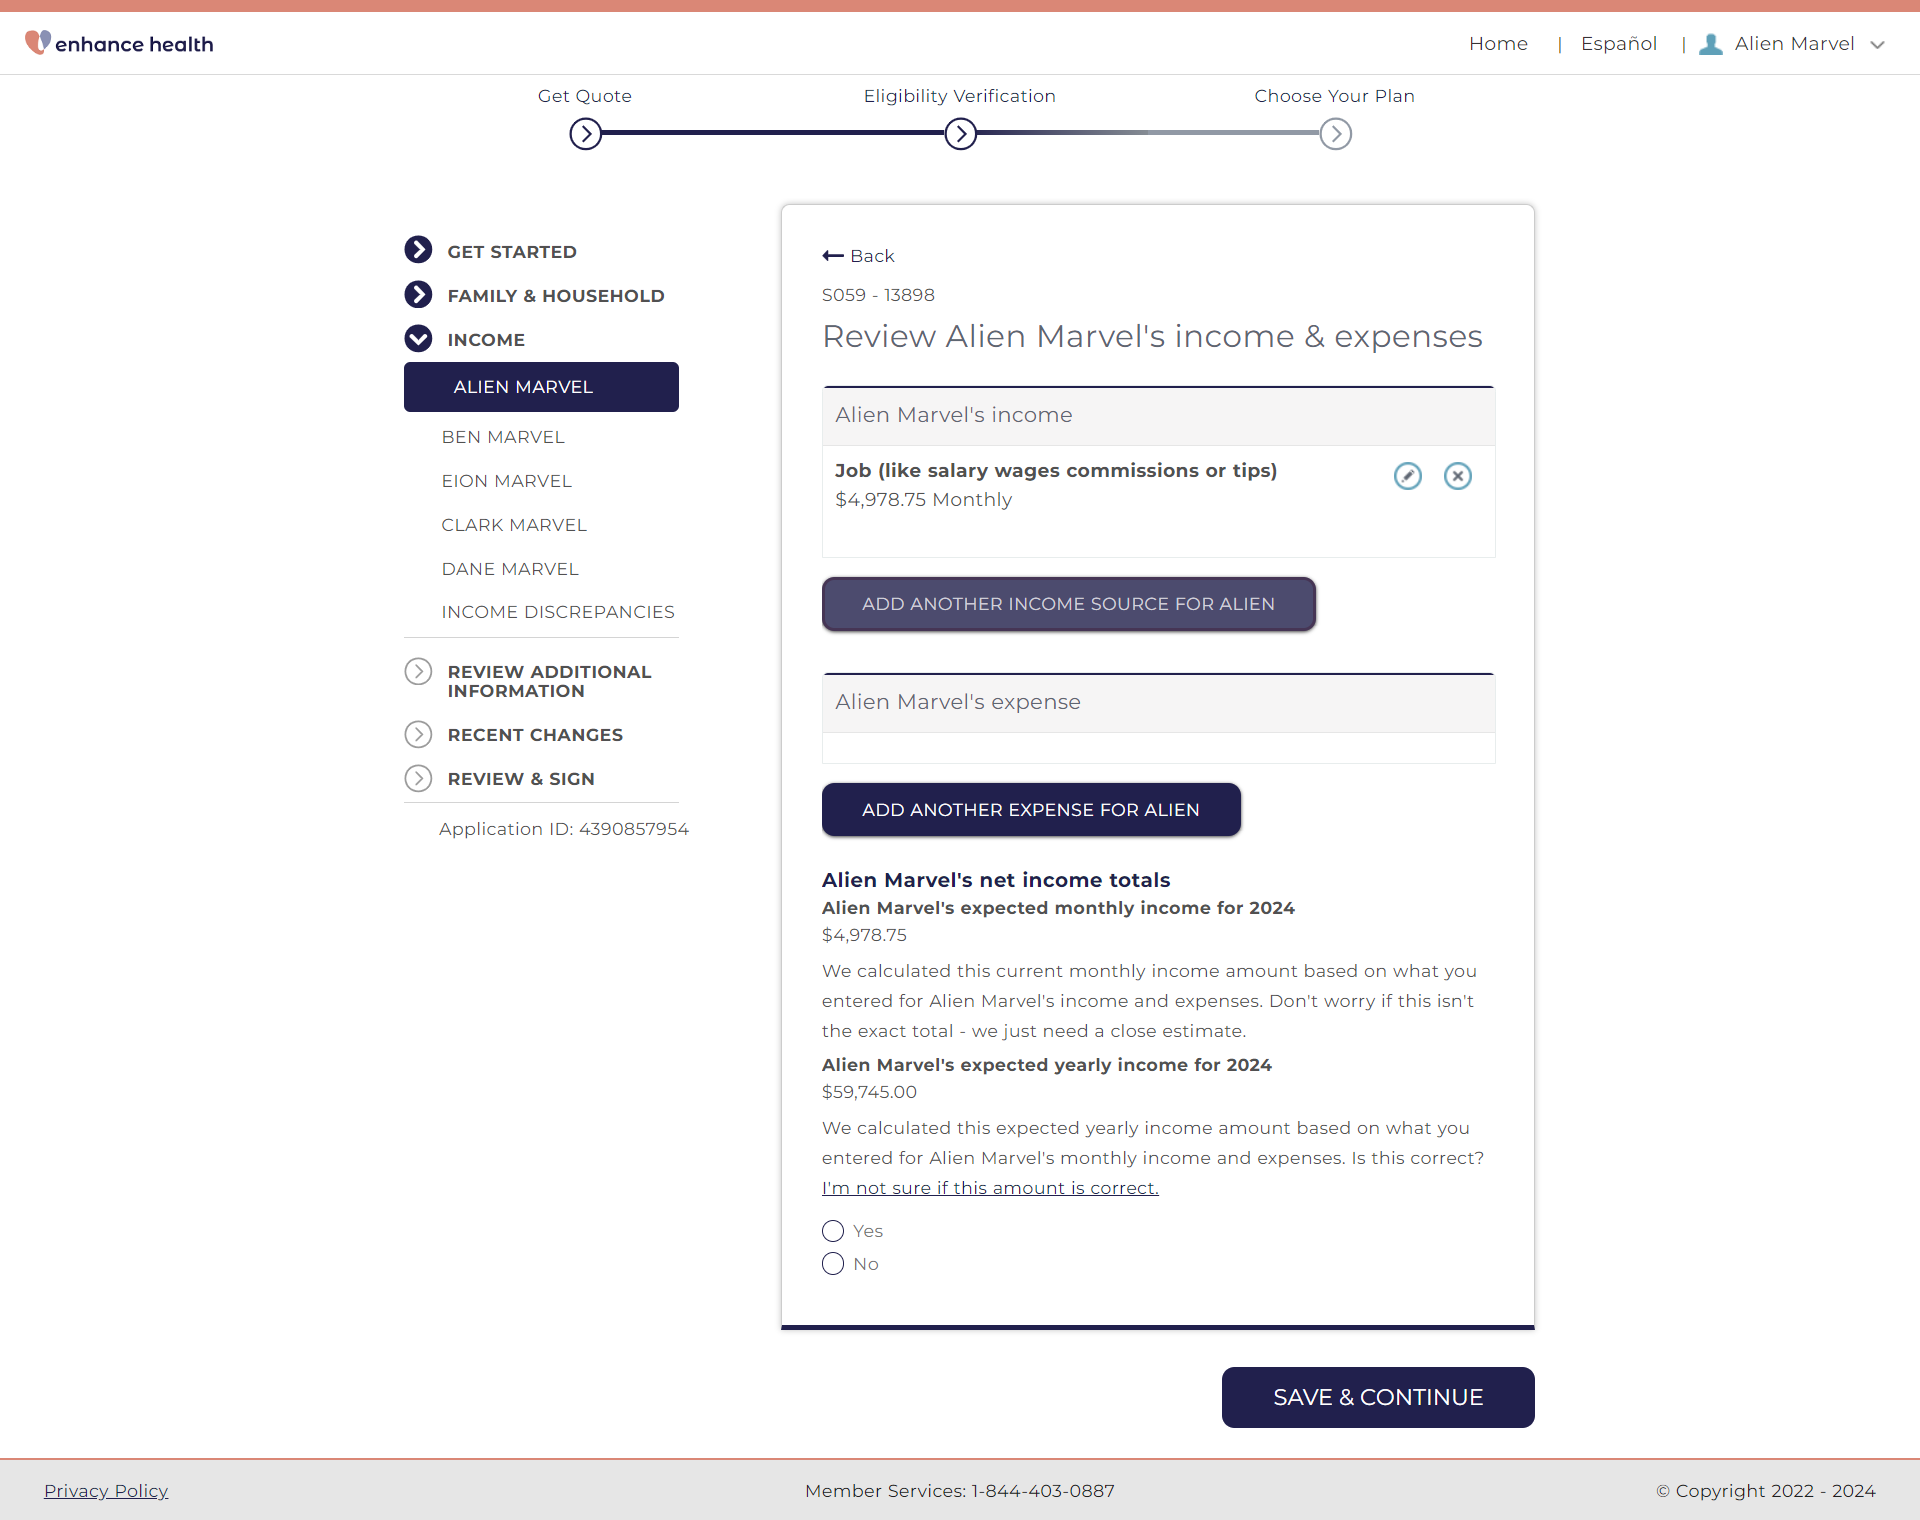 enhance health
Home | Español | Alien Marvel
Get Quote
Eligibility Verification
Choose Your Plan
GET STARTED
FAMILY & HOUSEHOLD
INCOME
ALIEN MARVEL
BEN MARVEL
EION MARVEL
CLARK MARVEL
DANE MARVEL
INCOME DISCREPANCIES
REVIEW ADDITIONAL
INFORMATION
RECENT CHANGES
REVIEW & SIGN
Application ID: 4390857954
Back
S059 - 13898
Review Alien Marvel's income & expenses
Alien Marvel's income
Job (like salary wages commissions or tips)
$4,978.75 Monthly
ADD ANOTHER INCOME SOURCE FOR ALIEN
Alien Marvel's expense
ADD ANOTHER EXPENSE FOR ALIEN
Alien Marvel's net income totals
Alien Marvel's expected monthly income for 2024
$4,978.75
We calculated this current monthly income amount based on what you
entered for Alien Marvel's income and expenses. Don't worry if this isn't
the exact total - we just need a close estimate.
Alien Marvel's expected yearly income for 2024
$59,745.00
We calculated this expected yearly income amount based on what you
entered for Alien Marvel's monthly income and expenses. Is this correct?
I'm not sure if this amount is correct.
Yes
No
SAVE & CONTINUE
Privacy Policy
Member Services: 1-844-403-0887
© Copyright 2022 - 2024